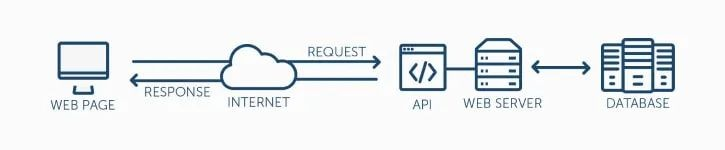 REQUEST
RESPONSE
WEB PAGE
INTERNET
API
WEB SERVER
DATABASE